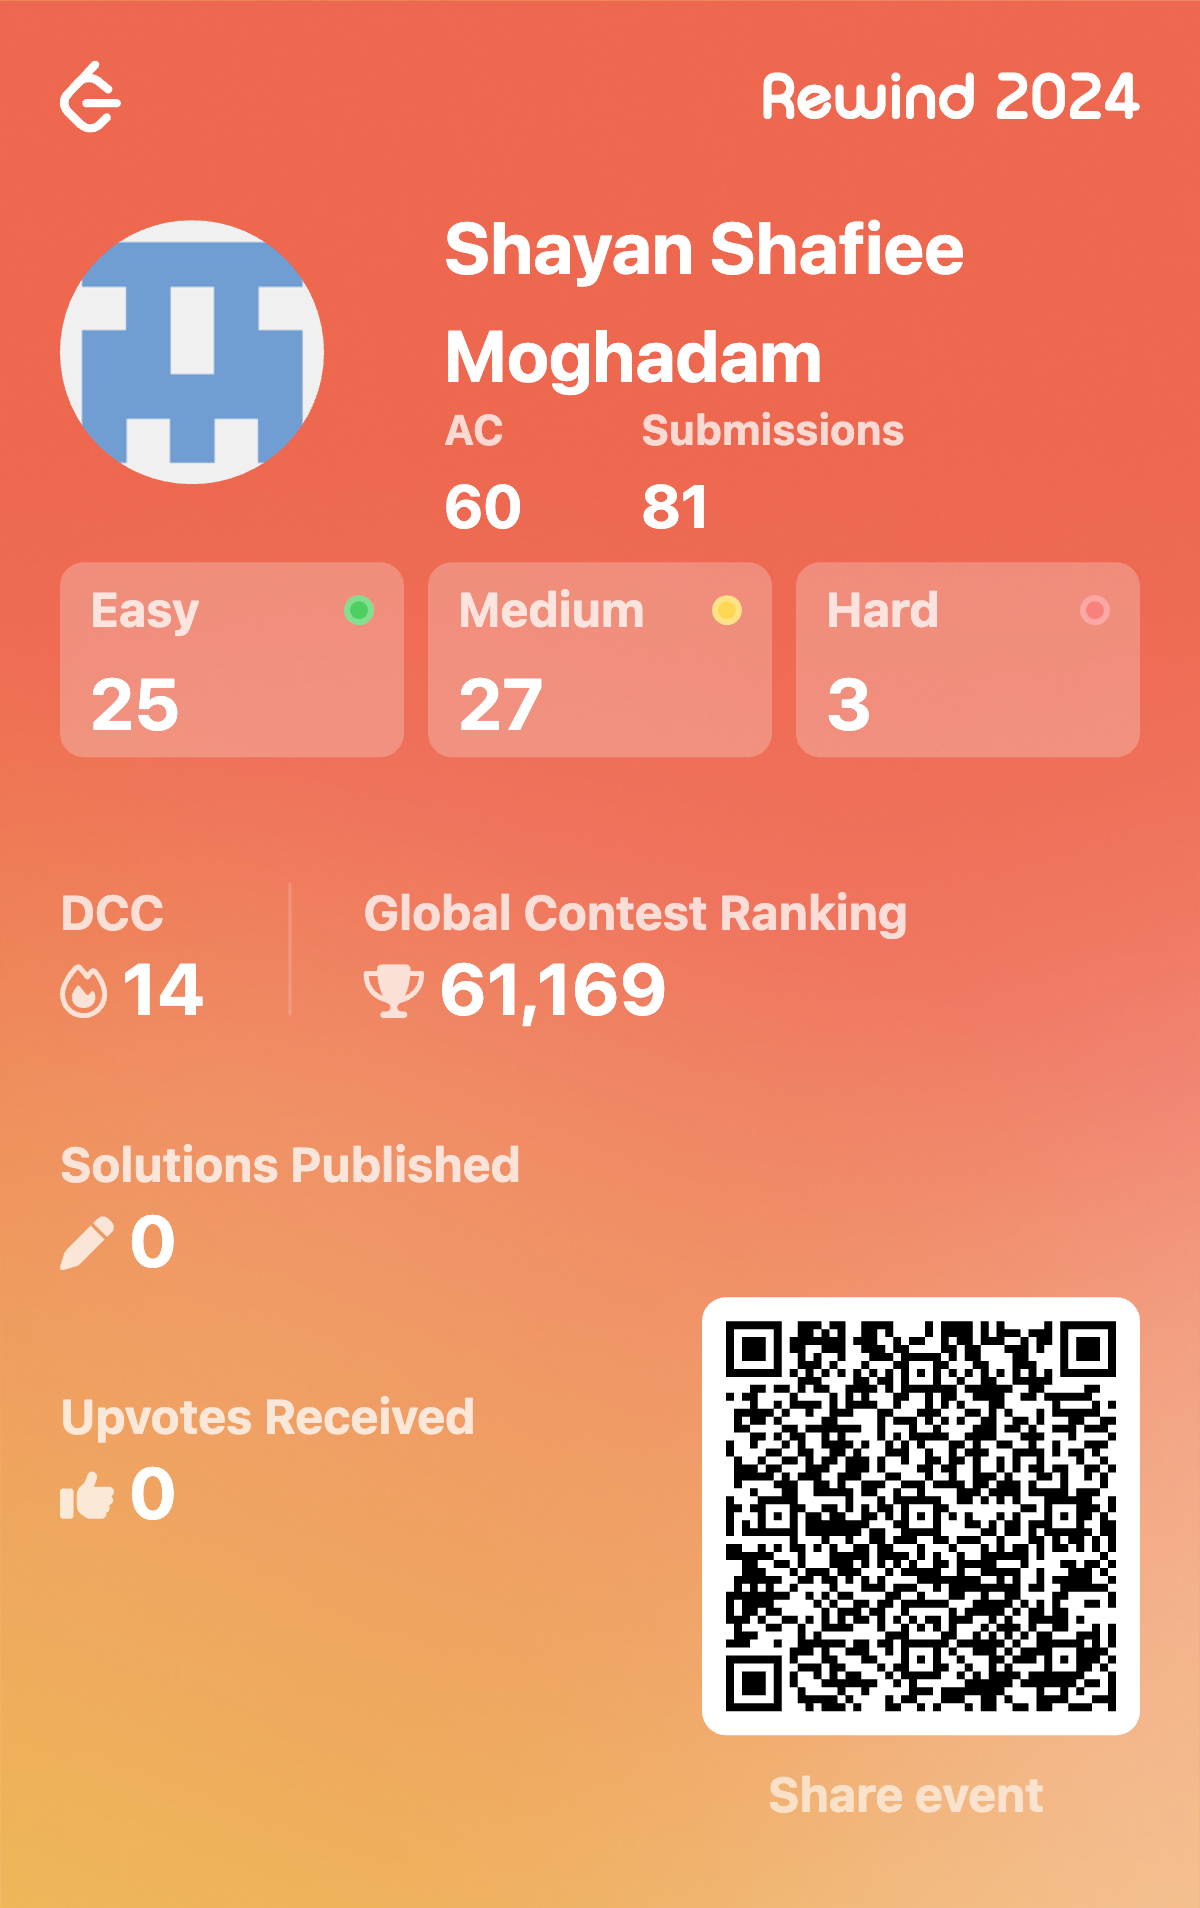 Rewind 2024
Shayan Shafiee
Moghadam
AC Submissions
60 81
Easy Medium Hard
25 27 3
DCC Global Contest Ranking
14 61,169
Solutions Published
0
Upvotes Received
0
Share event